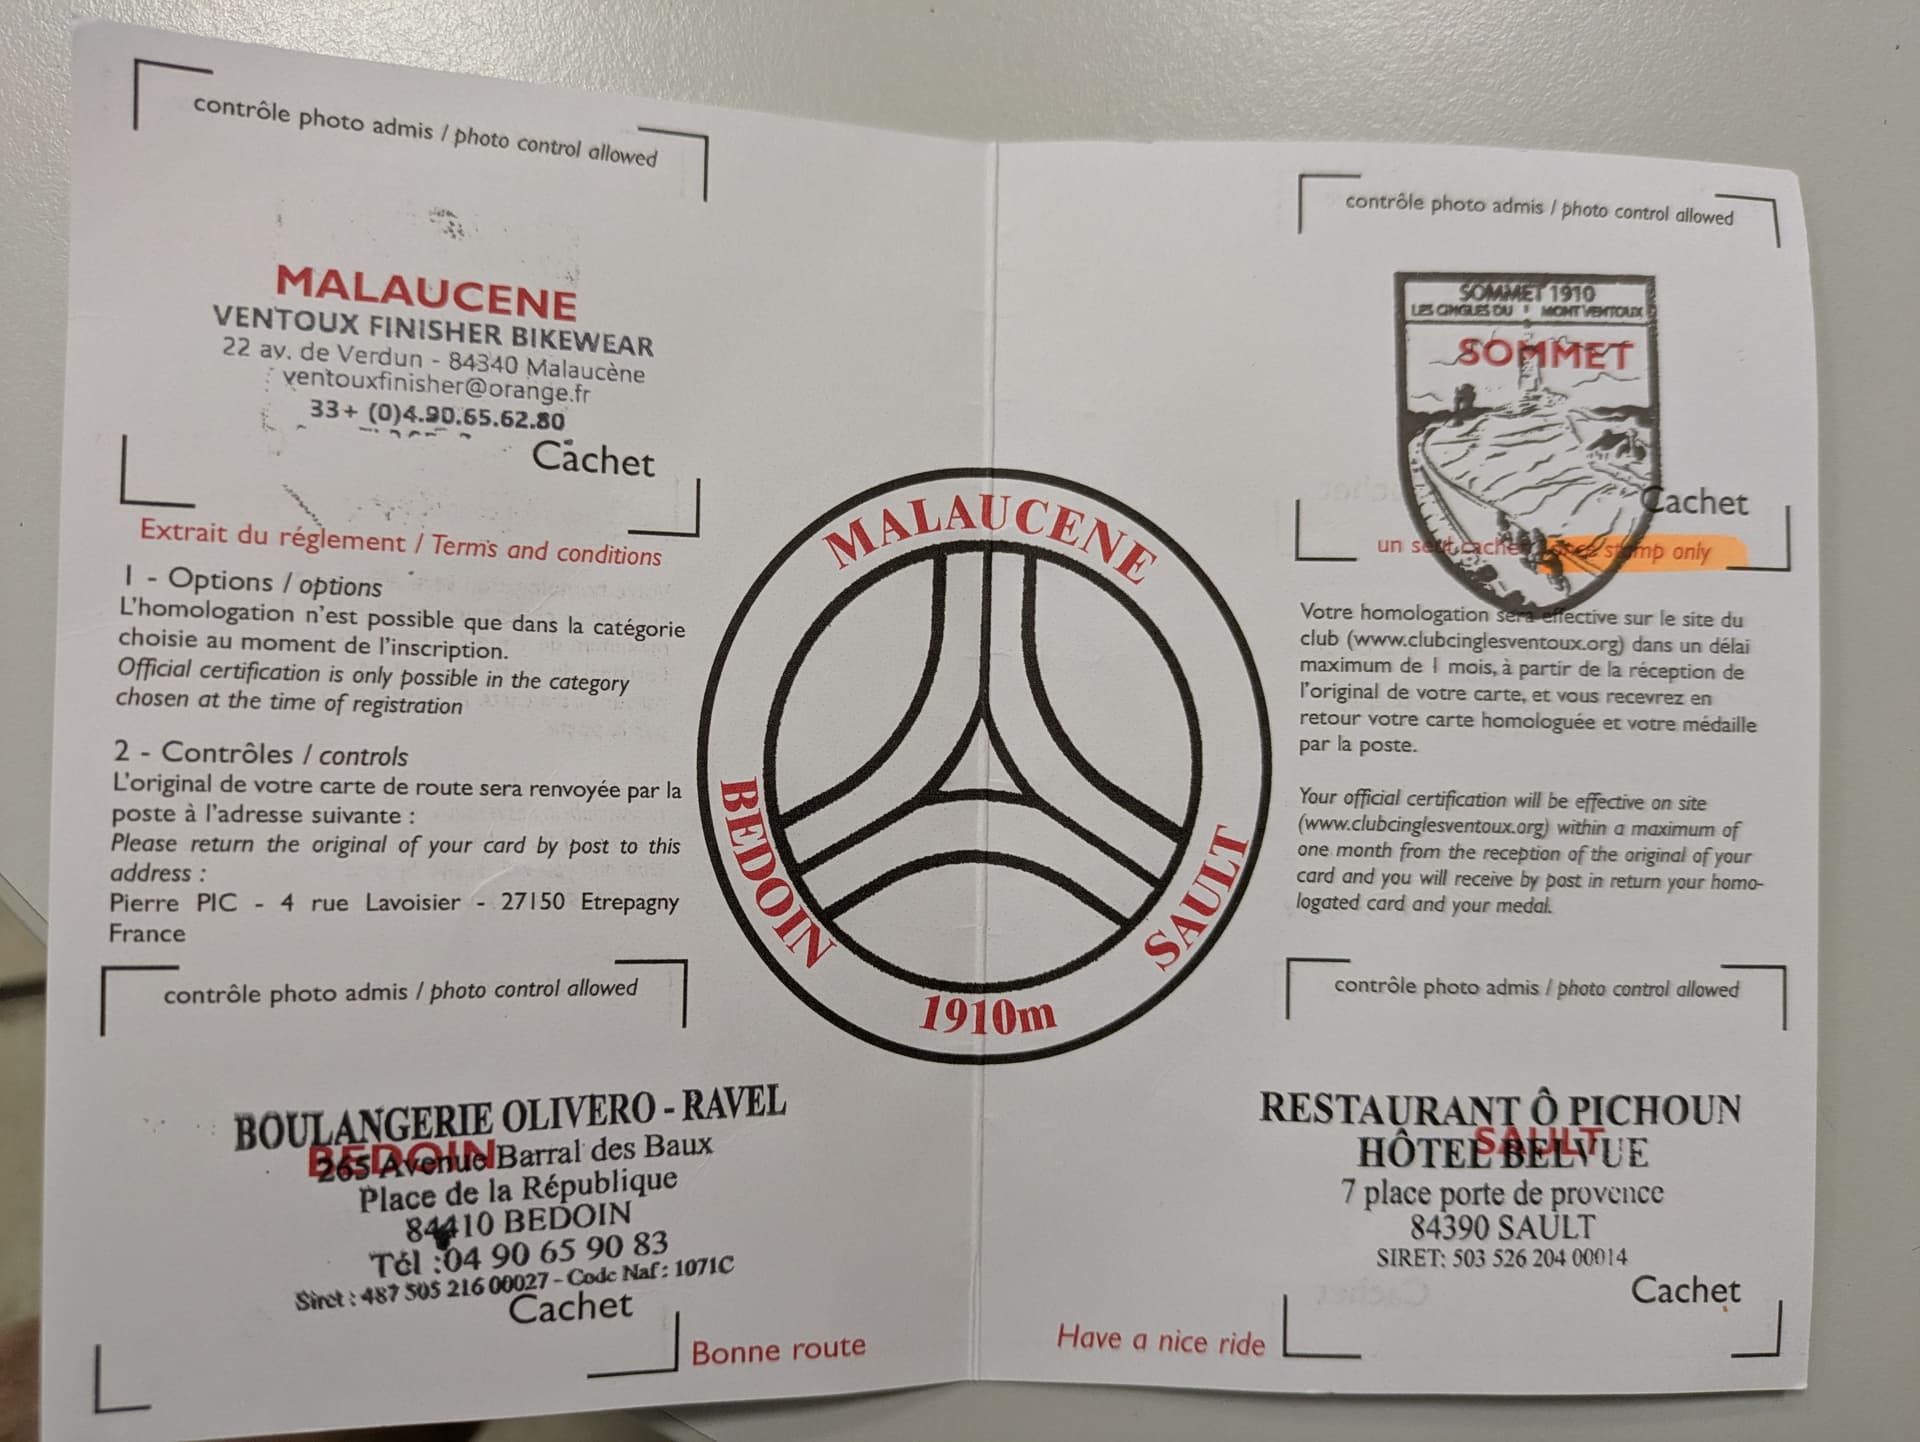 contrôle photo admis / photo control allowed
MALAUCENE
VENTOUX FINISHER BIKEWEAR
22 av. de Verdun - 84340 Malaucène
ventouxfinisher@orange.fr
33+ (0)4.90.65.62.80
Cachet
Extrait du réglement / Terms and conditions
1 - Options / options
L'homologation n'est possible que dans la catégorie
choisie au moment de l'inscription.
Official certification is only possible in the category
chosen at the time of registration
2 - Contrôles / controls
L'original de votre carte de route sera renvoyée par la
poste à l'adresse suivante :
Please return the original of your card by post to this
address :
Pierre PIC - 4 rue Lavoisier - 27150 Etrepagny
France
contrôle photo admis / photo control allowed
BOULANGERIE OLIVERO - RAVEL
BEDOIN
265 Avenue Barral des Baux
Place de la République
84410 BEDOIN
Tél :04 90 65 90 83
Siret : 487 505 216 00027 - Code Naf : 1071C
Cachet
Bonne route
MALAUCENE
BEDOIN
SAULT
1910m
contrôle photo admis / photo control allowed
SOMMET 1910
LES CINGLES DU MONT VENTOUX
SOMMET
Cachet
un seul cachet stamp only
Votre homologation sera effective sur le site du
club (www.clubcinglesventoux.org) dans un délai
maximum de 1 mois, à partir de la réception de
l'original de votre carte, et vous recevrez en
retour votre carte homologuée et votre médaille
par la poste.
Your official certification will be effective on site
(www.clubcinglesventoux.org) within a maximum of
one month from the reception of the original of your
card and you will receive by post in return your homo-
logated card and your medal.
contrôle photo admis / photo control allowed
RESTAURANT Ô PICHOUN
SAULT
HÔTEL BELVUE
7 place porte de provence
84390 SAULT
SIRET: 503 526 204 00014
Cachet
Have a nice ride